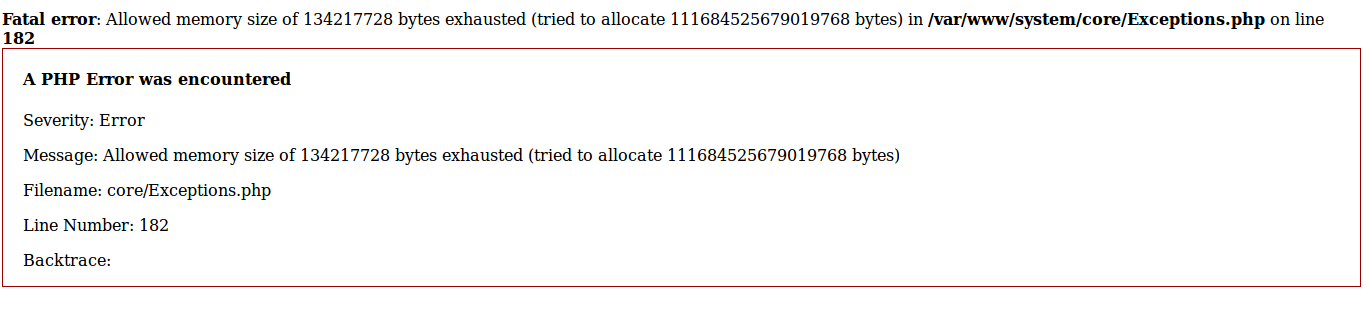 Fatal error: Allowed memory size of 134217728 bytes exhausted (tried to allocate 111684525679019768 bytes) in /var/www/system/core/Exceptions.php on line
182
A PHP Error was encountered
Severity: Error
Message: Allowed memory size of 134217728 bytes exhausted (tried to allocate 111684525679019768 bytes)
Filename: core/Exceptions.php
Line Number: 182
Backtrace: